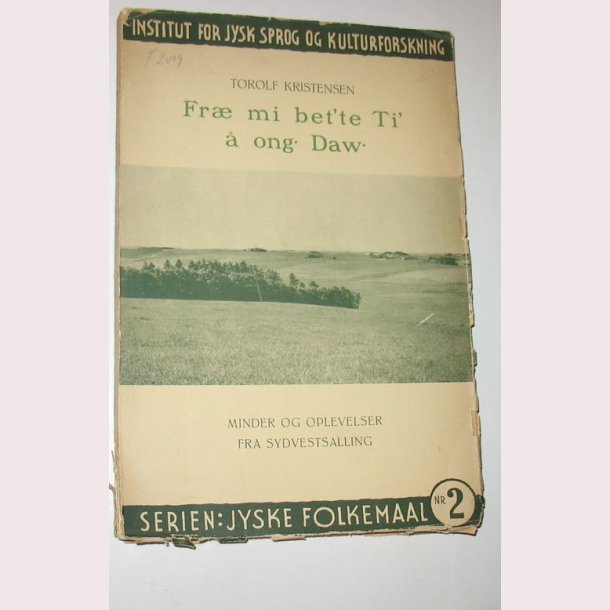 INSTITUT FOR JYSK SPROG OG KULTURFORSKNING
T 2009
TOROLF KRISTENSEN
Fræ mi bet'te Ti'
å ong· Daw·
MINDER OG OPLEVELSER
FRA SYDVESTSALLING
SERIEN: JYSKE FOLKEMAAL NR 2